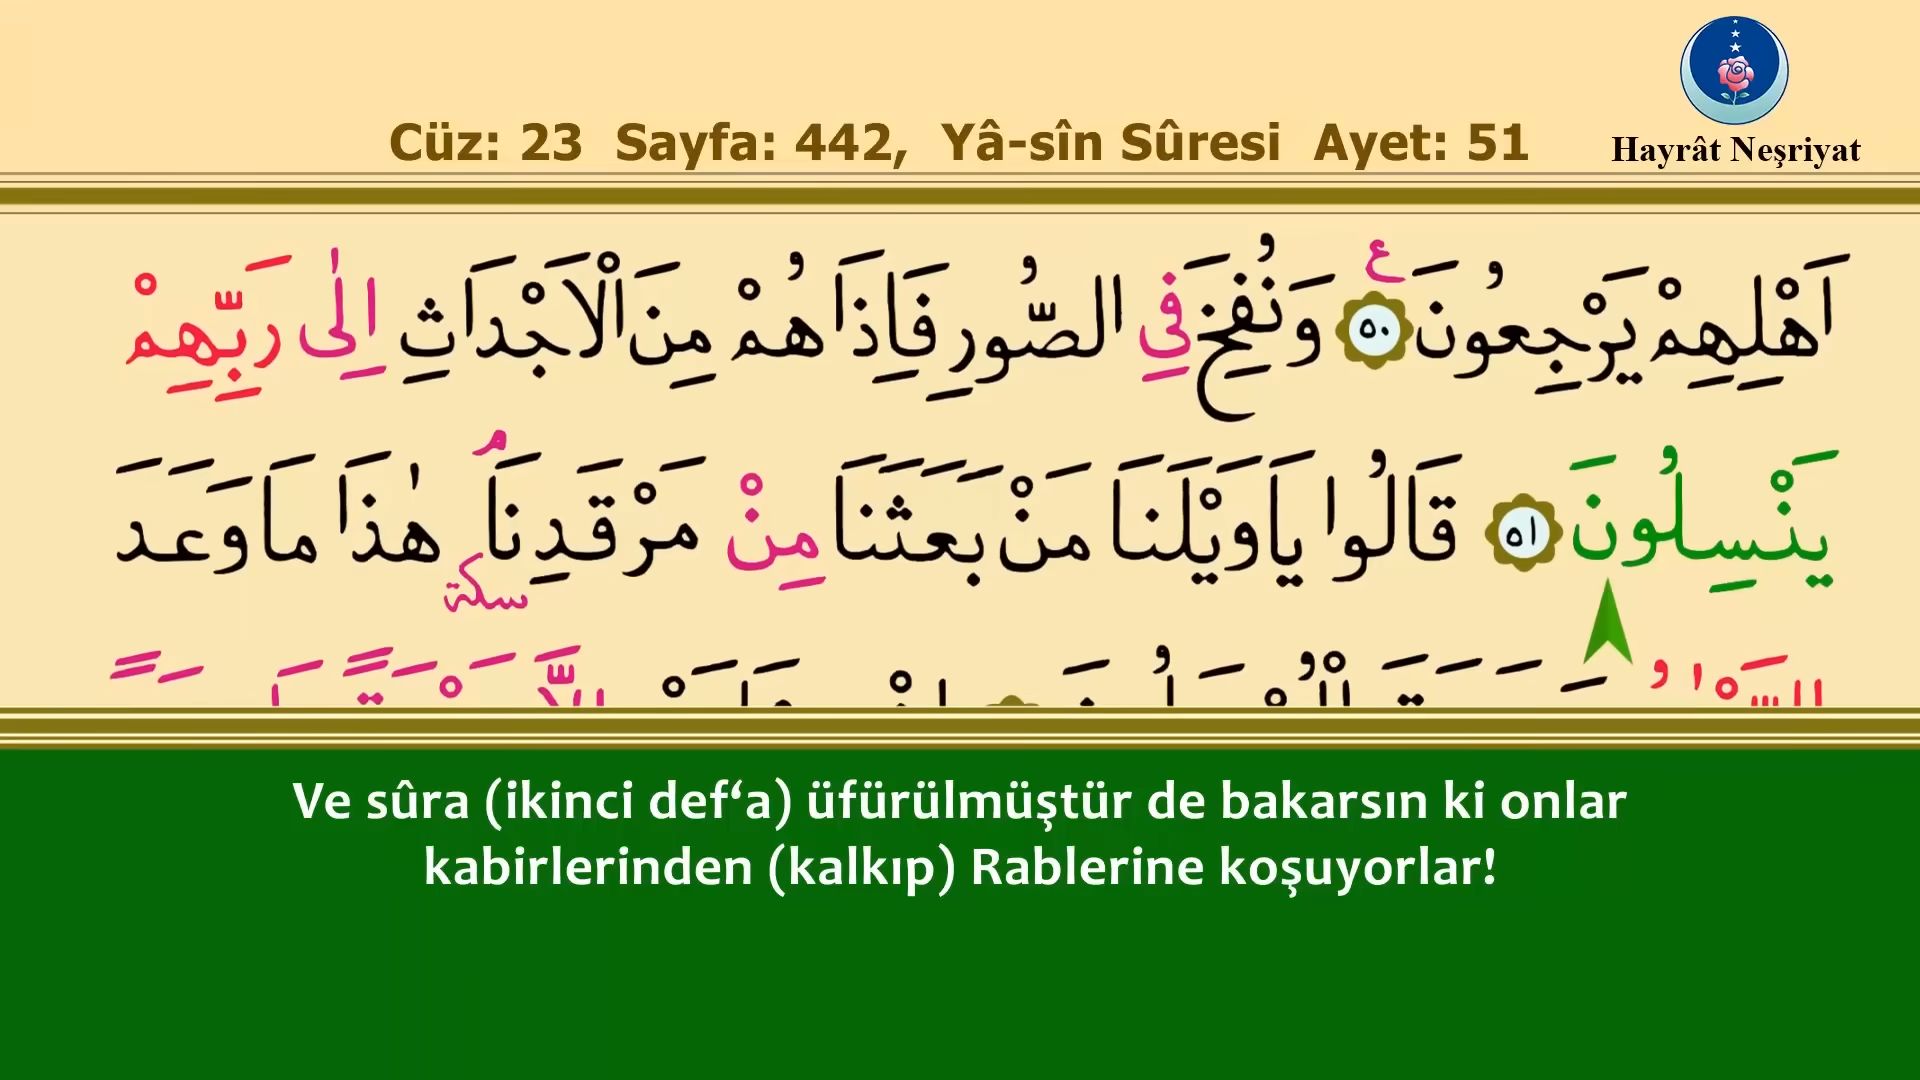 Cüz: 23 Sayfa: 442, Yâ-sîn Sûresi Ayet: 51
Hayrât Neşriyat
اَهْلِهِمْ يَرْجِعُونَ ع ٥٠ وَنُفِخَ فِي الصُّورِ فَاِذَا هُمْ مِنَ الْاَجْدَاثِ اِلٰى رَبِّهِمْ
يَنْسِلُونَ ٥١ قَالُوا يَا وَيْلَنَا مَنْ بَعَثَنَا مِنْ مَرْقَدِنَاۢ سكتة هٰذَا مَا وَعَدَ
Ve sûra (ikinci def‘a) üfürülmüştür de bakarsın ki onlar
kabirlerinden (kalkıp) Rablerine koşuyorlar!